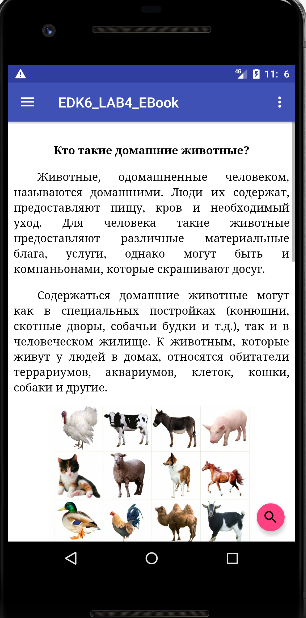 4G 11: 6
EDK6_LAB4_EBook
Кто такие домашние животные?
Животные, одомашненные человеком,
называются домашними. Люди их содержат,
предоставляют пищу, кров и необходимый
уход. Для человека такие животные
предоставляют различные материальные
блага, услуги, однако могут быть и
компаньонами, которые скрашивают досуг.
Содержаться домашние животные могут
как в специальных постройках (конюшни,
скотные дворы, собачьи будки и т.д.), так и в
человеческом жилище. К животным, которые
живут у людей в домах, относятся обитатели
террариумов, аквариумов, клеток, кошки,
собаки и другие.